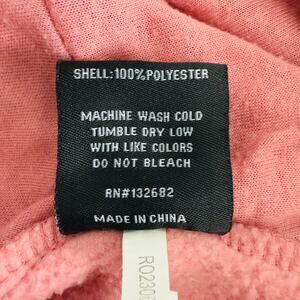 SHELL:100%POLYESTER
MACHINE WASH COLD
TUMBLE DRY LOW
WITH LIKE COLORS
DO NOT BLEACH
RN#132682
MADE IN CHINA